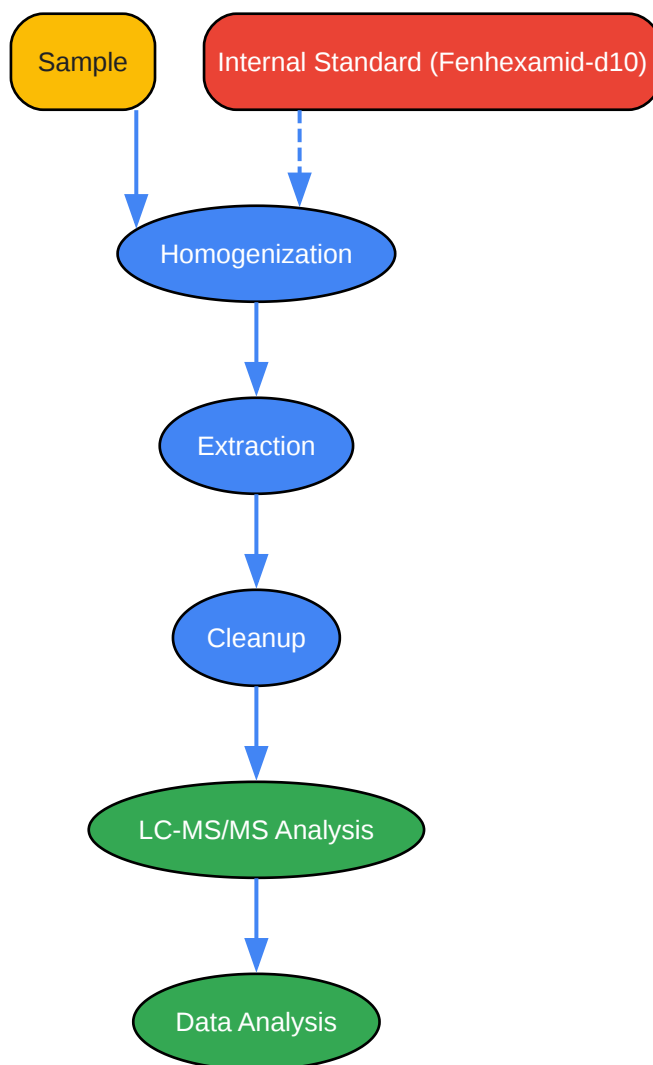 Sample
Internal Standard (Fenhexamid-d10)
Homogenization
Extraction
Cleanup
LC-MS/MS Analysis
Data Analysis